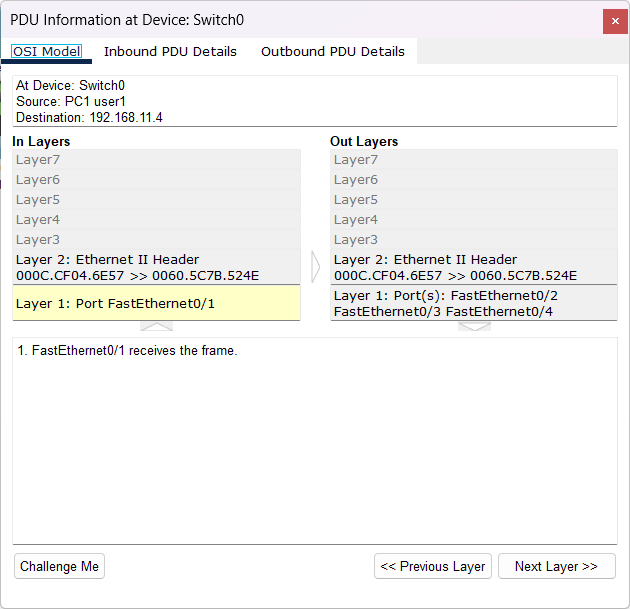 PDU Information at Device: Switch0
OSI Model Inbound PDU Details Outbound PDU Details
At Device: Switch0
Source: PC1 user1
Destination: 192.168.11.4
In Layers
Layer7
Layer6
Layer5
Layer4
Layer3
Layer 2: Ethernet II Header
000C.CF04.6E57 >> 0060.5C7B.524E
Layer 1: Port FastEthernet0/1
Out Layers
Layer7
Layer6
Layer5
Layer4
Layer3
Layer 2: Ethernet II Header
000C.CF04.6E57 >> 0060.5C7B.524E
Layer 1: Port(s): FastEthernet0/2
FastEthernet0/3 FastEthernet0/4
1. FastEthernet0/1 receives the frame.
Challenge Me << Previous Layer Next Layer >>